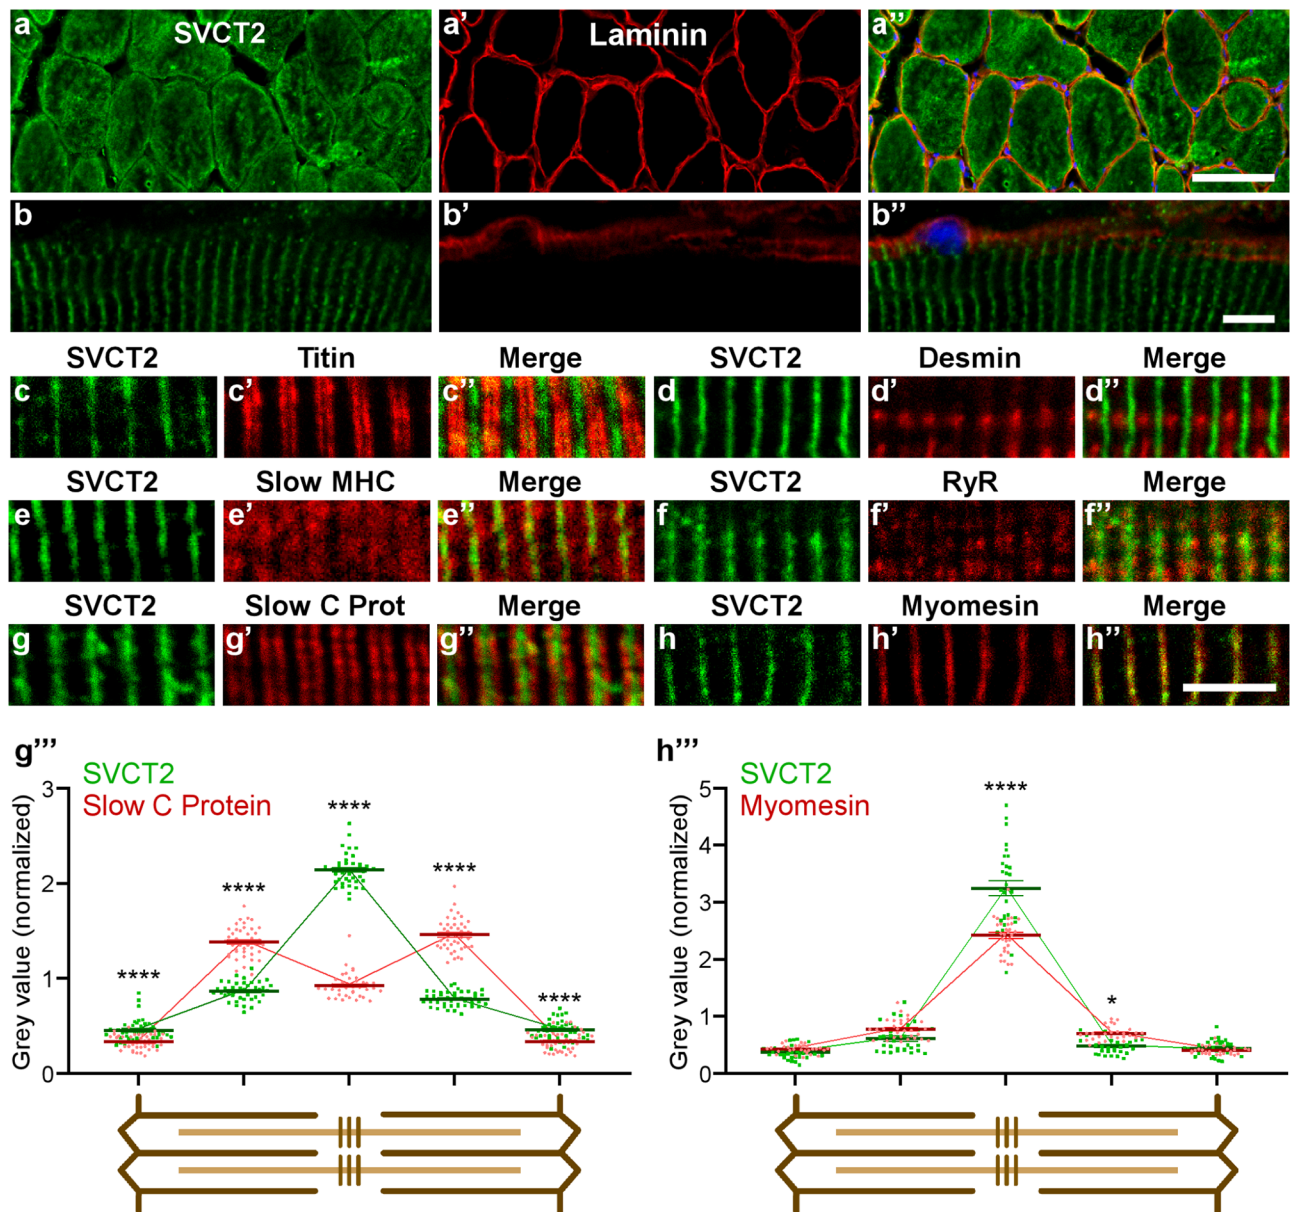 a SVCT2 a’ Laminin a’’
b b’ b’’
SVCT2 Titin Merge SVCT2 Desmin Merge
c c’ c’’ d d’ d’’
SVCT2 Slow MHC Merge SVCT2 RyR Merge
e e’ e’’ f f’ f’’
SVCT2 Slow C Prot Merge SVCT2 Myomesin Merge
g g’ g’’ h h’ h’’
g’’’
SVCT2
Slow C Protein
Grey value (normalized)
3
2
1
0
****
****
****
****
****
h’’’
SVCT2
Myomesin
Grey value (normalized)
5
4
3
2
1
0
****
*